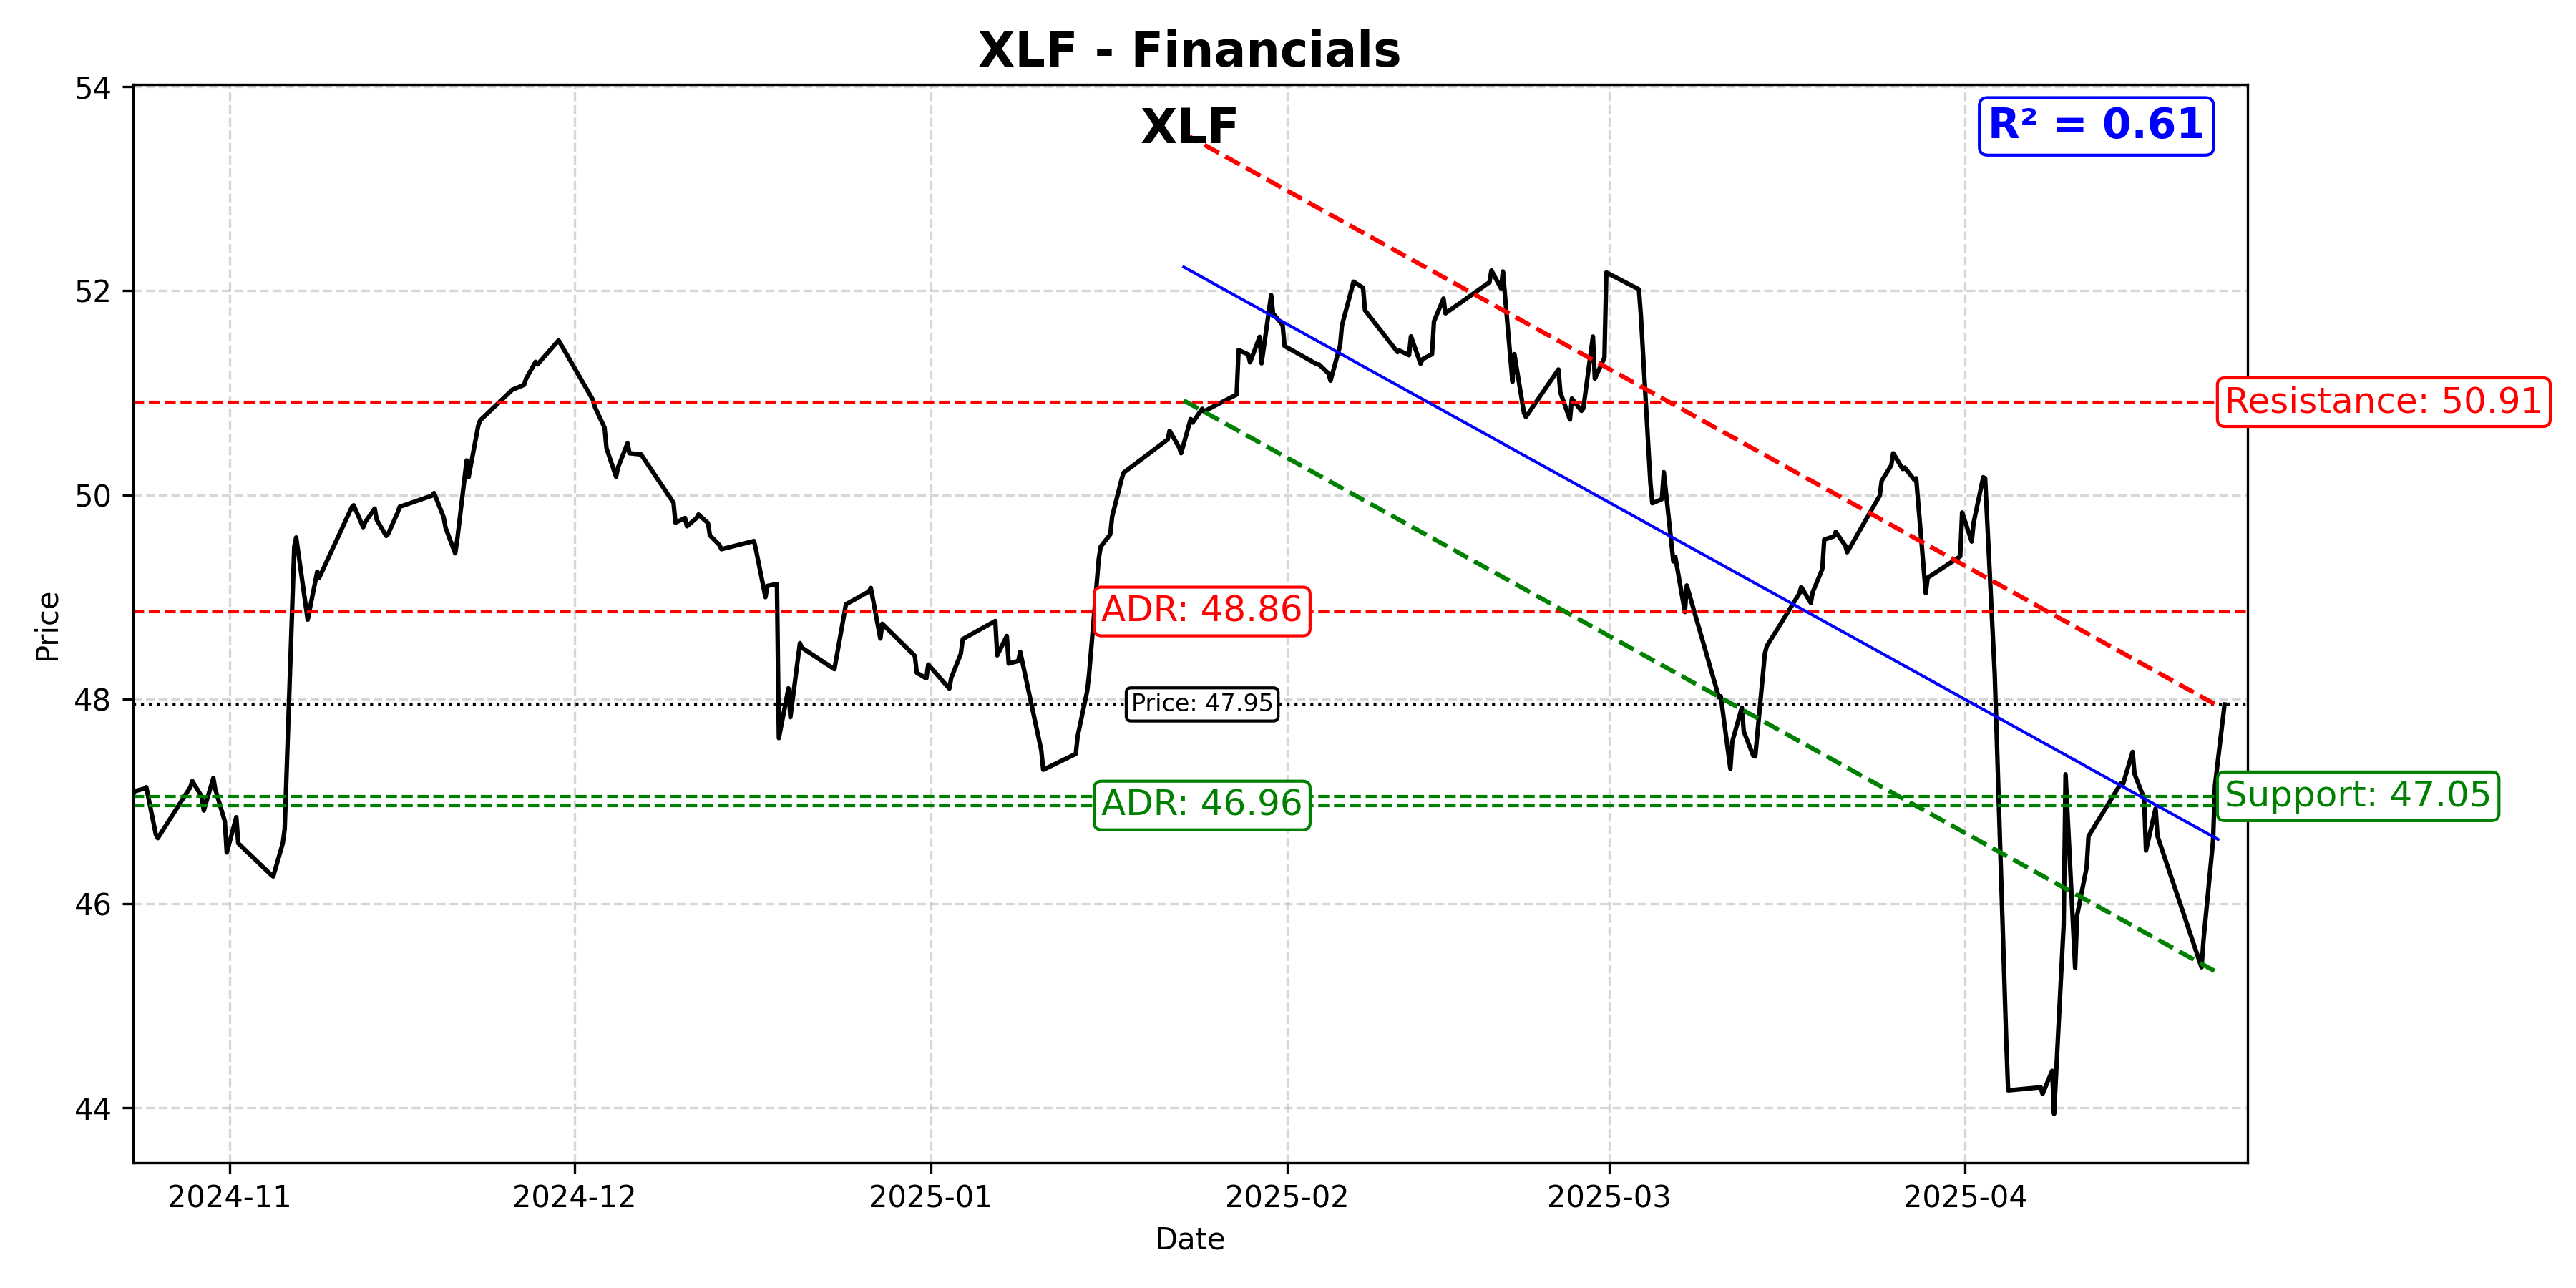 XLF - Financials
XLF
R² = 0.61
54
52
50
48
46
44
Price
Resistance: 50.91
ADR: 48.86
Price: 47.95
ADR: 46.96
Support: 47.05
2024-11
2024-12
2025-01
2025-02
2025-03
2025-04
Date